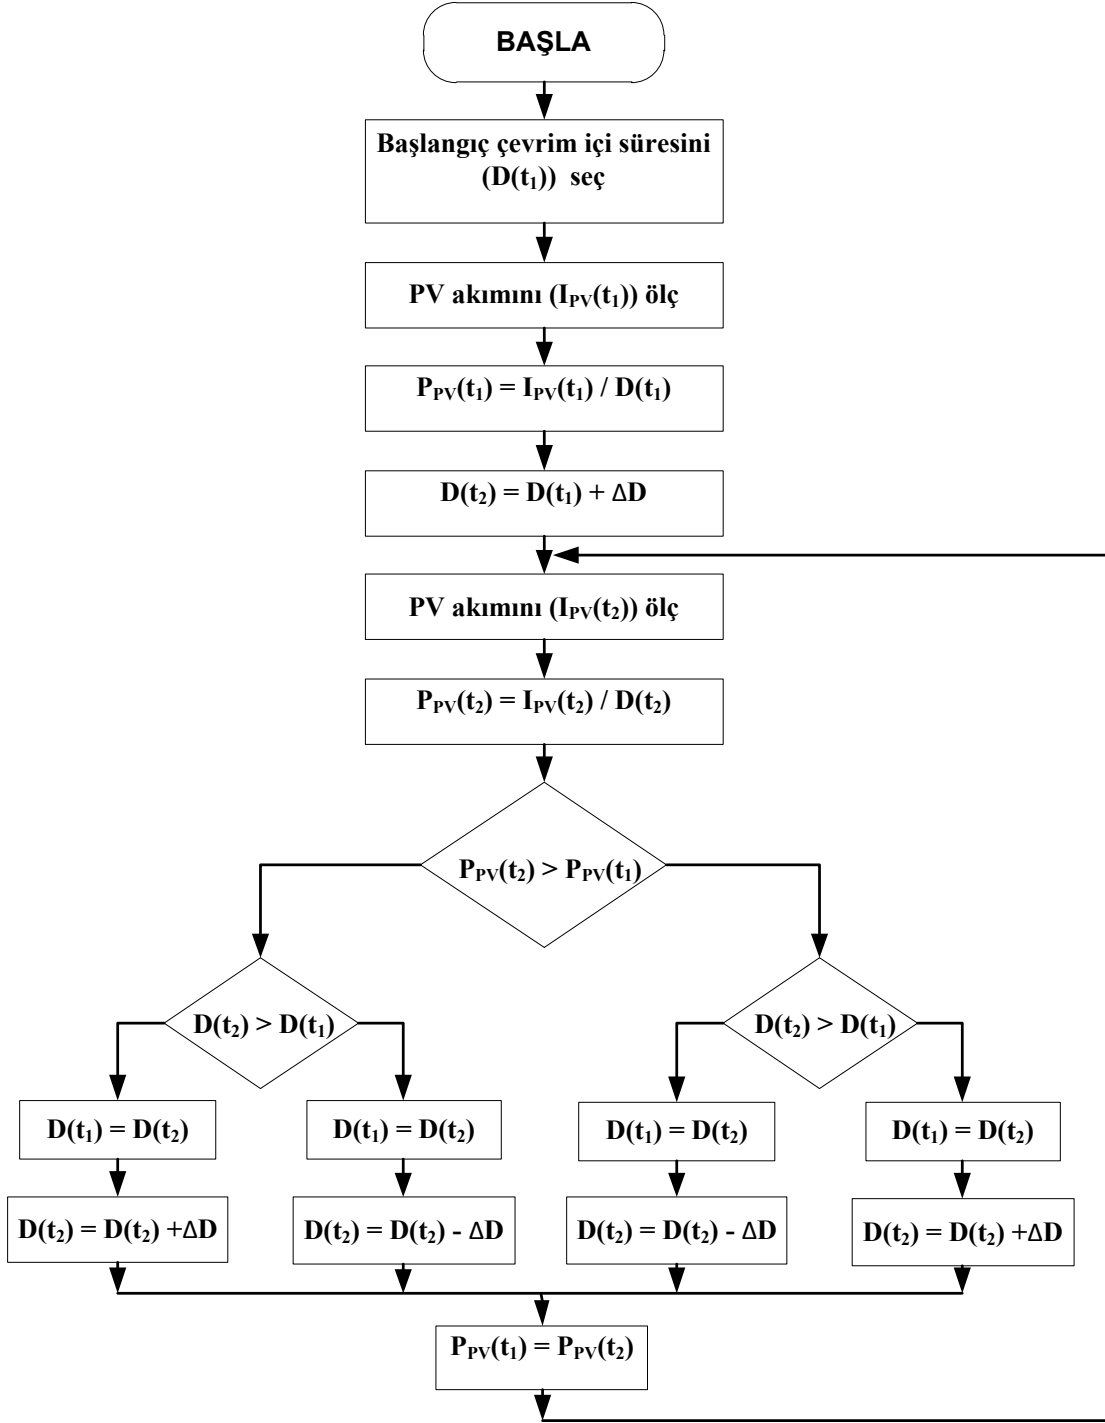 BAŞLA
Başlangıç çevrim içi süresini
(D(t₁)) seç
PV akımını (I_PV(t₁)) ölç
P_PV(t₁) = I_PV(t₁) / D(t₁)
D(t₂) = D(t₁) + ΔD
PV akımını (I_PV(t₂)) ölç
P_PV(t₂) = I_PV(t₂) / D(t₂)
P_PV(t₂) > P_PV(t₁)
D(t₂) > D(t₁)
D(t₂) > D(t₁)
D(t₁) = D(t₂)
D(t₁) = D(t₂)
D(t₁) = D(t₂)
D(t₁) = D(t₂)
D(t₂) = D(t₂) +ΔD
D(t₂) = D(t₂) - ΔD
D(t₂) = D(t₂) - ΔD
D(t₂) = D(t₂) +ΔD
P_PV(t₁) = P_PV(t₂)